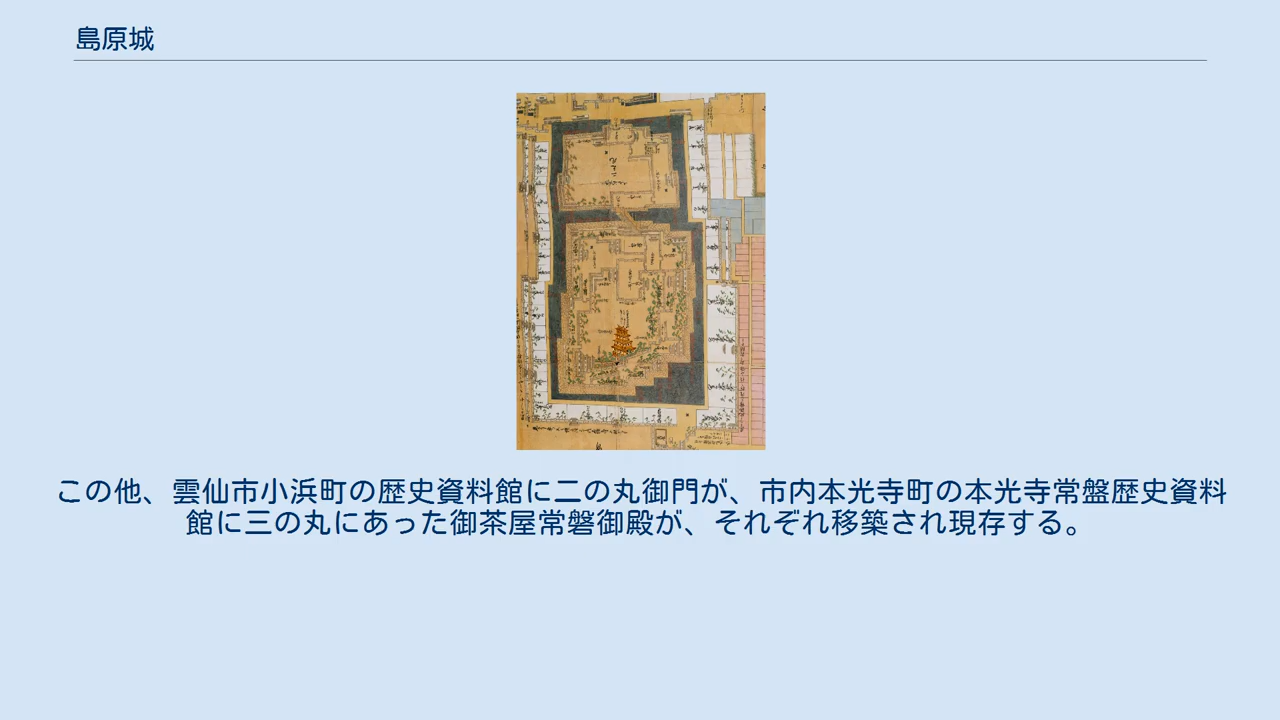 島原城
この他、雲仙市小浜町の歴史資料館に二の丸御門が、市内本光寺町の本光寺常盤歴史資料
館に三の丸にあった御茶屋常磐御殿が、それぞれ移築され現存する。